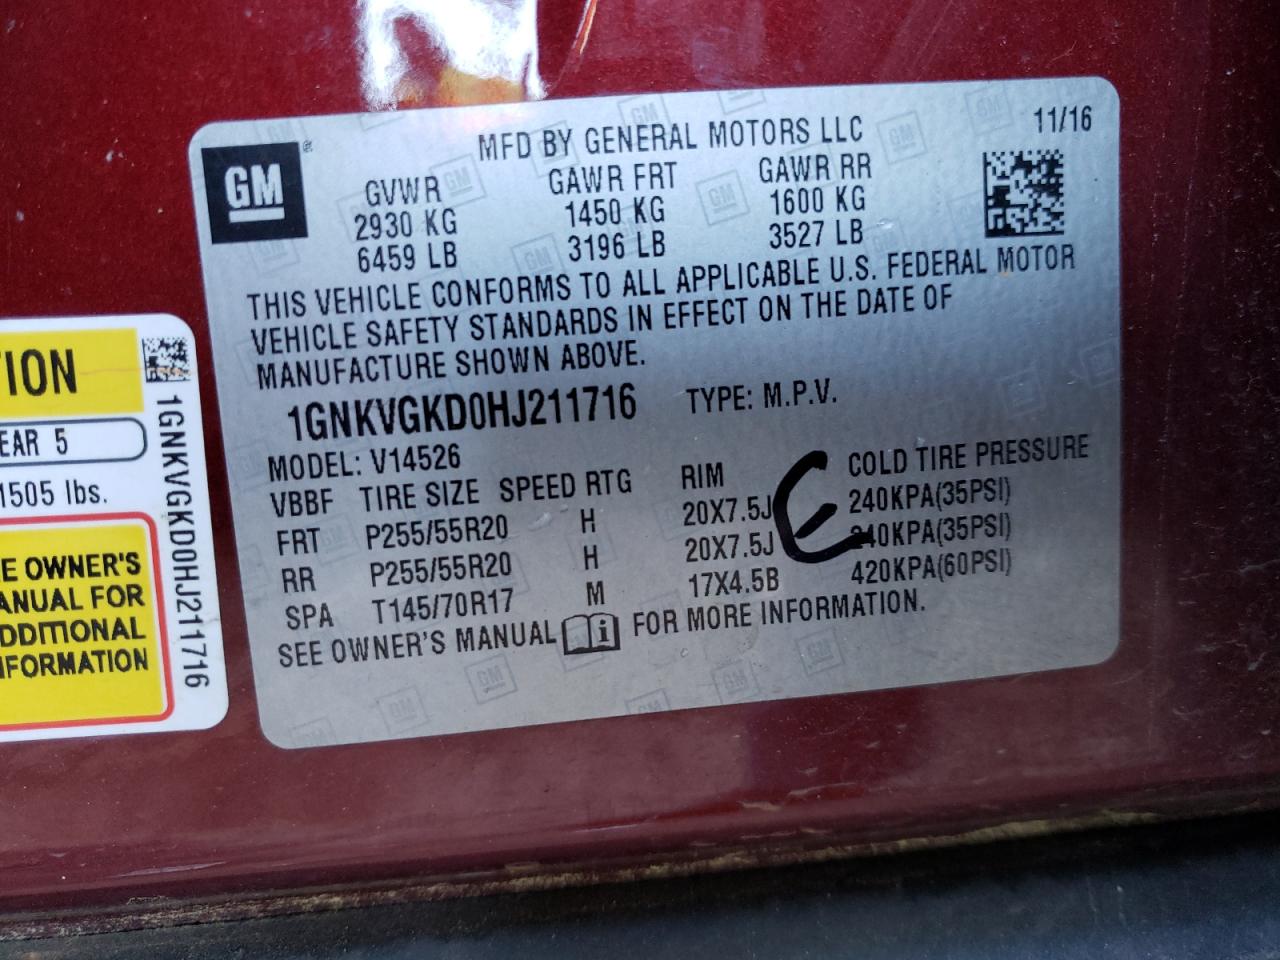 GM
MFD BY GENERAL MOTORS LLC
11/16
GVWR GAWR FRT GAWR RR
2930 KG 1450 KG 1600 KG
6459 LB 3196 LB 3527 LB
THIS VEHICLE CONFORMS TO ALL APPLICABLE U.S. FEDERAL MOTOR
VEHICLE SAFETY STANDARDS IN EFFECT ON THE DATE OF
MANUFACTURE SHOWN ABOVE.
1GNKVGKD0HJ211716 TYPE: M.P.V.
MODEL: V14526
VBBF TIRE SIZE SPEED RTG RIM COLD TIRE PRESSURE
FRT P255/55R20 H 20X7.5J 240KPA(35PSI)
RR P255/55R20 H 20X7.5J 240KPA(35PSI)
SPA T145/70R17 M 17X4.5B 420KPA(60PSI)
SEE OWNER'S MANUAL i FOR MORE INFORMATION.
E
TION
EAR 5
1505 lbs.
E OWNER'S
ANUAL FOR
DDITIONAL
NFORMATION
1GNKVGKD0HJ211716